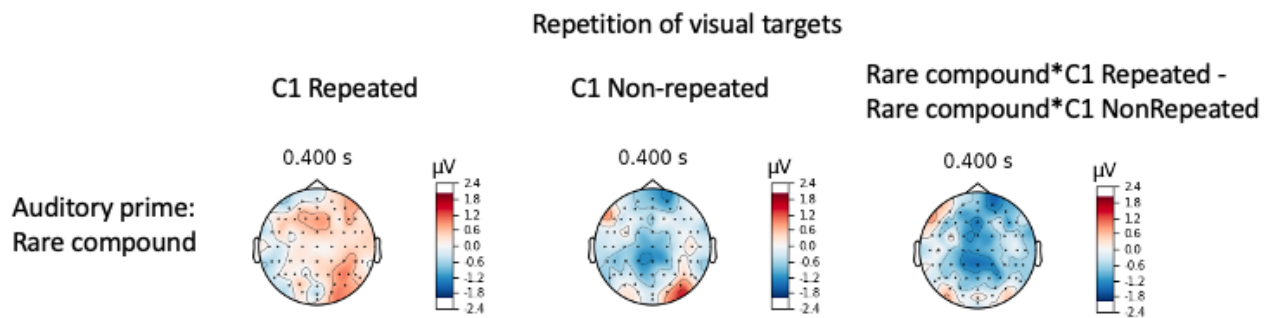 Repetition of visual targets
C1 Repeated
C1 Non-repeated
Rare compound*C1 Repeated -
Rare compound*C1 NonRepeated
Auditory prime:
Rare compound
0.400 s
μV
2.4
1.8
1.2
0.6
0.0
-0.6
-1.2
-1.8
-2.4
0.400 s
μV
2.4
1.8
1.2
0.6
0.0
-0.6
-1.2
-1.8
-2.4
0.400 s
μV
2.4
1.8
1.2
0.6
0.0
-0.6
-1.2
-1.8
-2.4